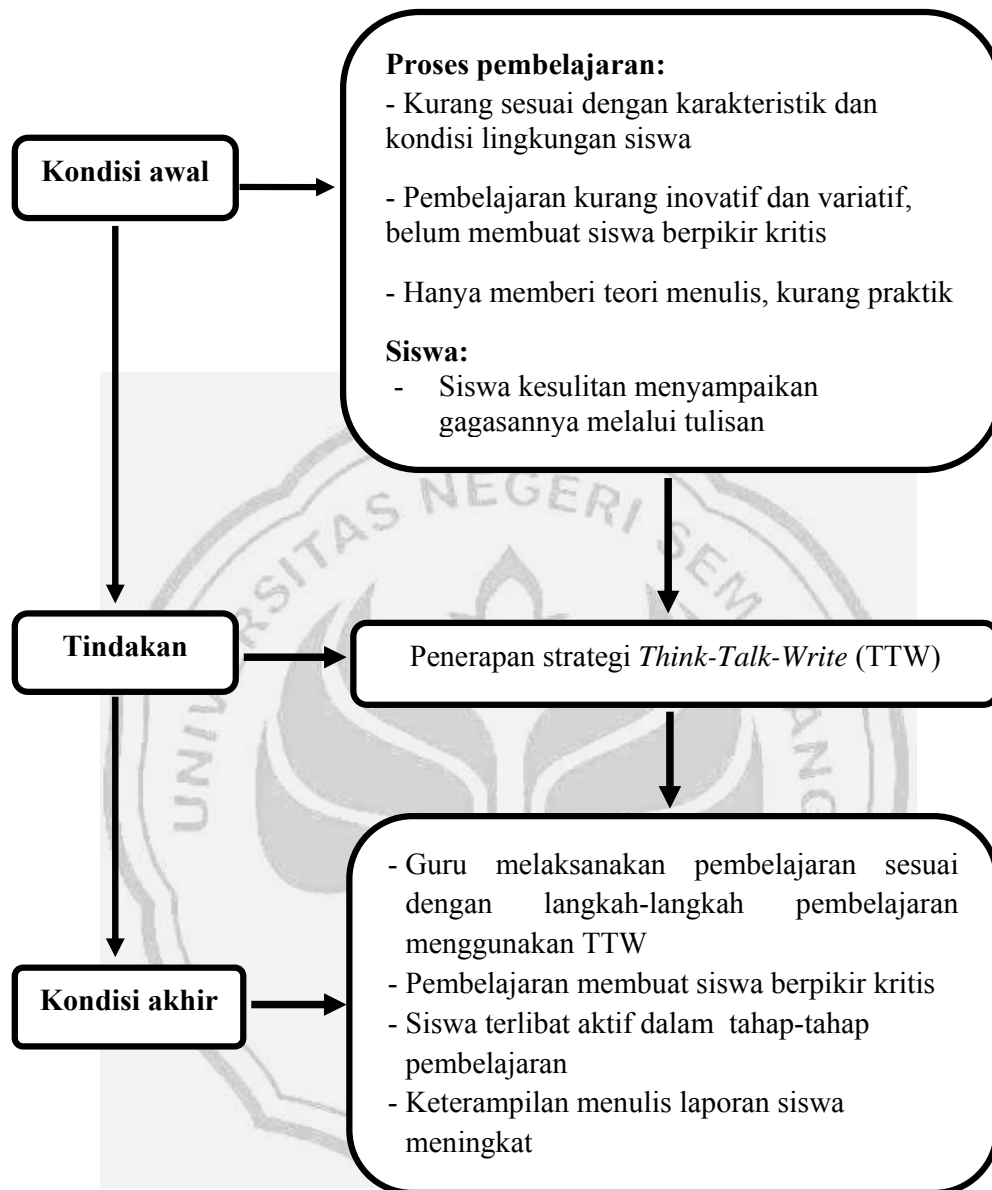 Proses pembelajaran:
- Kurang sesuai dengan karakteristik dan
kondisi lingkungan siswa
Kondisi awal
- Pembelajaran kurang inovatif dan variatif,
belum membuat siswa berpikir kritis
- Hanya memberi teori menulis, kurang praktik
Siswa:
- Siswa kesulitan menyampaikan
gagasannya melalui tulisan
UNIVERSITAS NEGERI SEMARANG
Tindakan
Penerapan strategi Think-Talk-Write (TTW)
- Guru melaksanakan pembelajaran sesuai
dengan langkah-langkah pembelajaran
menggunakan TTW
Kondisi akhir
- Pembelajaran membuat siswa berpikir kritis
- Siswa terlibat aktif dalam tahap-tahap
pembelajaran
- Keterampilan menulis laporan siswa
meningkat